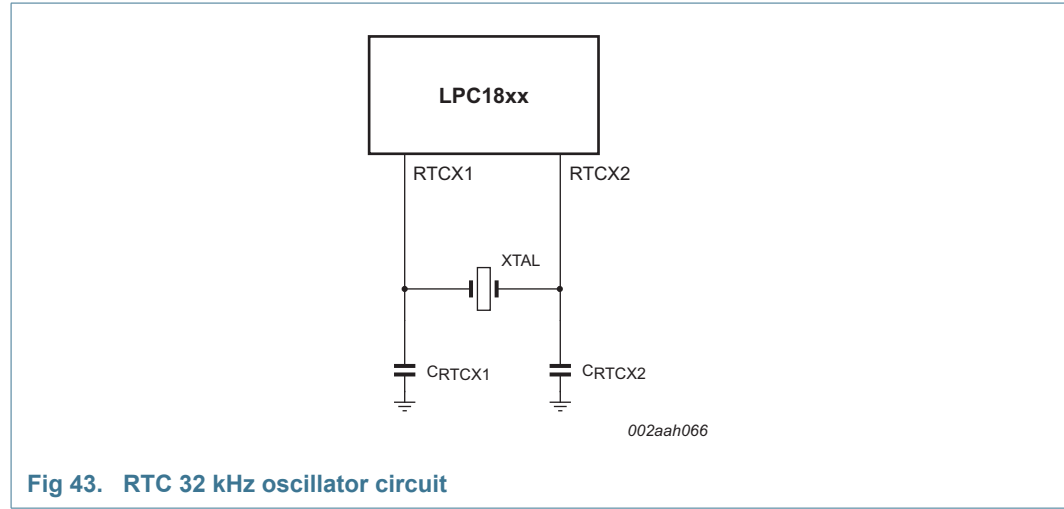 LPC18xx
RTCX1 RTCX2
XTAL
CRTCX1 CRTCX2
002aah066
Fig 43. RTC 32 kHz oscillator circuit